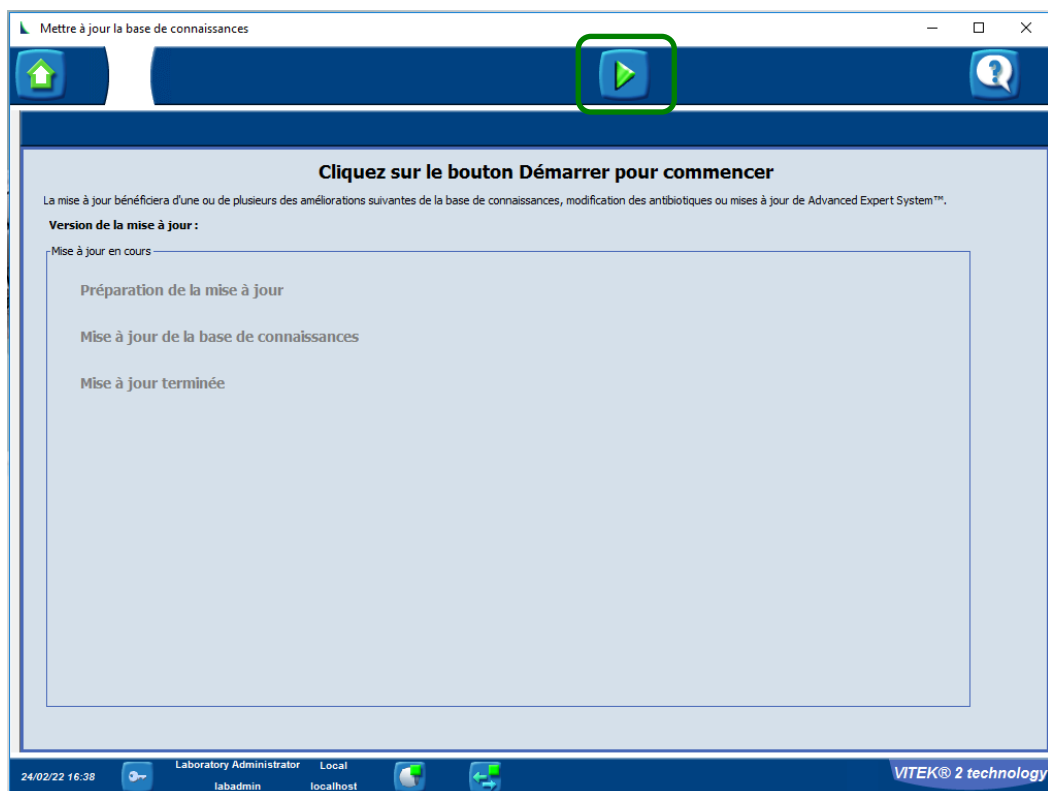 Mettre à jour la base de connaissances
Cliquez sur le bouton Démarrer pour commencer
La mise à jour bénéficiera d'une ou de plusieurs des améliorations suivantes de la base de connaissances, modification des antibiotiques ou mises à jour de Advanced Expert System™.
Version de la mise à jour :
Mise à jour en cours
Préparation de la mise à jour
Mise à jour de la base de connaissances
Mise à jour terminée
24/02/22 16:38
Laboratory Administrator
labadmin
Local
localhost
VITEK® 2 technology